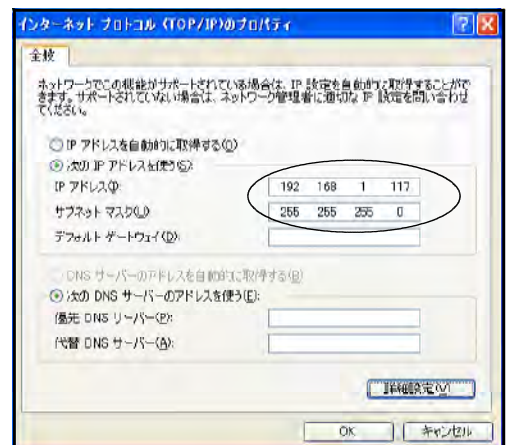 インターネット プロトコル (TCP/IP)のプロパティ
全般
ネットワークでこの機能がサポートされている場合は、IP 設定を自動的に取得することがで
きます。サポートされていない場合は、ネットワーク管理者に適切な IP 設定を問い合わせ
てください。
IP アドレスを自動的に取得する(O)
次の IP アドレスを使う(S):
IP アドレス(I): 192 168 1 117
サブネット マスク(U): 255 255 255 0
デフォルト ゲートウェイ(D):
DNS サーバーのアドレスを自動的に取得する(B)
次の DNS サーバーのアドレスを使う(E):
優先 DNS サーバー(P):
代替 DNS サーバー(A):
詳細設定(V)...
OK キャンセル